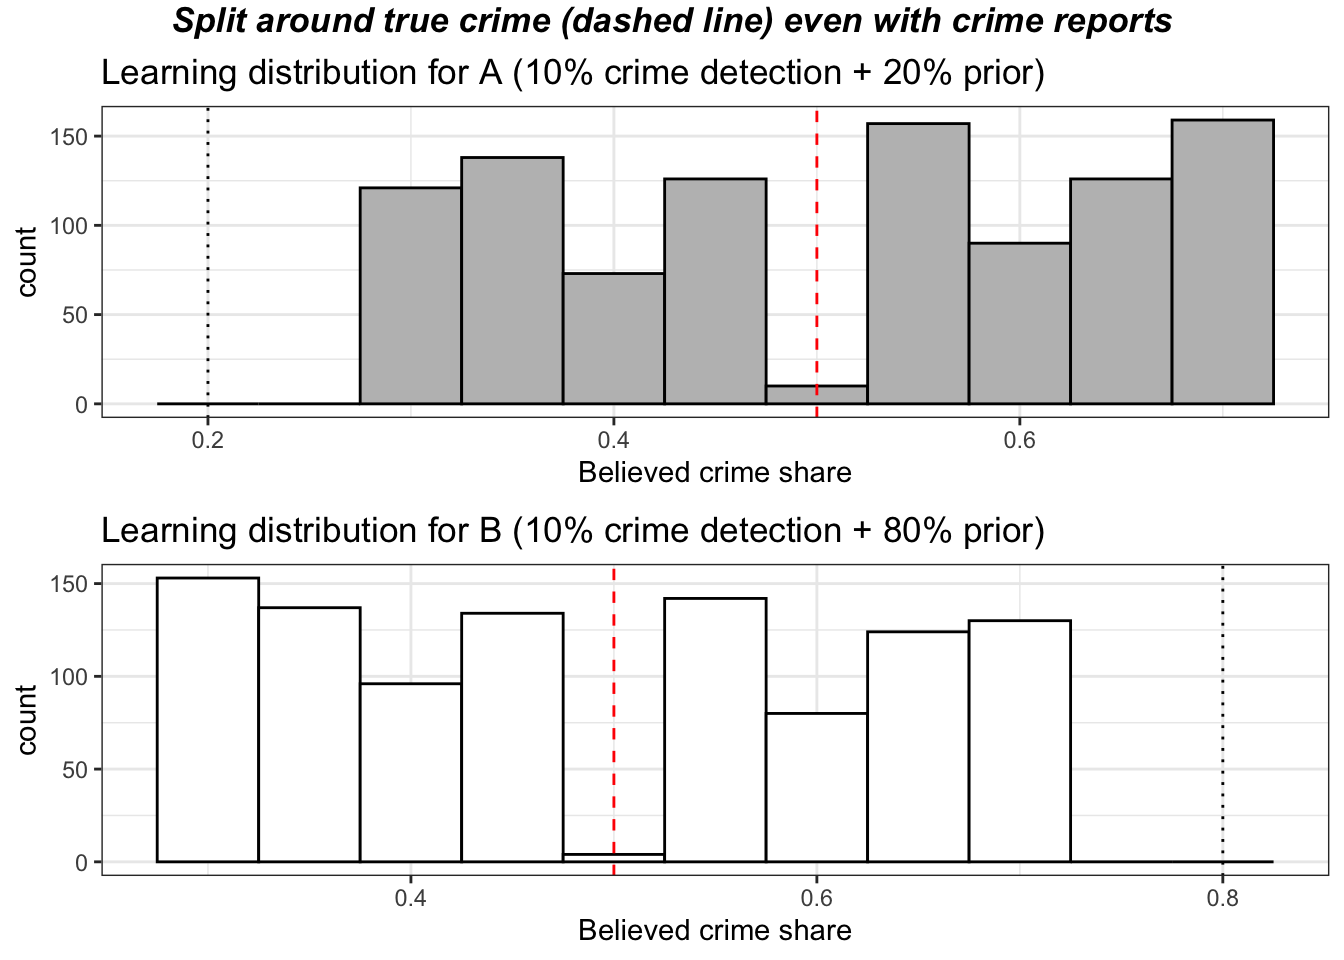 Split around true crime (dashed line) even with crime reports
Learning distribution for A (10% crime detection + 20% prior)
150
100
50
0
count
0.2 0.4 0.6
Believed crime share
Learning distribution for B (10% crime detection + 80% prior)
150
100
50
0
count
0.4 0.6 0.8
Believed crime share